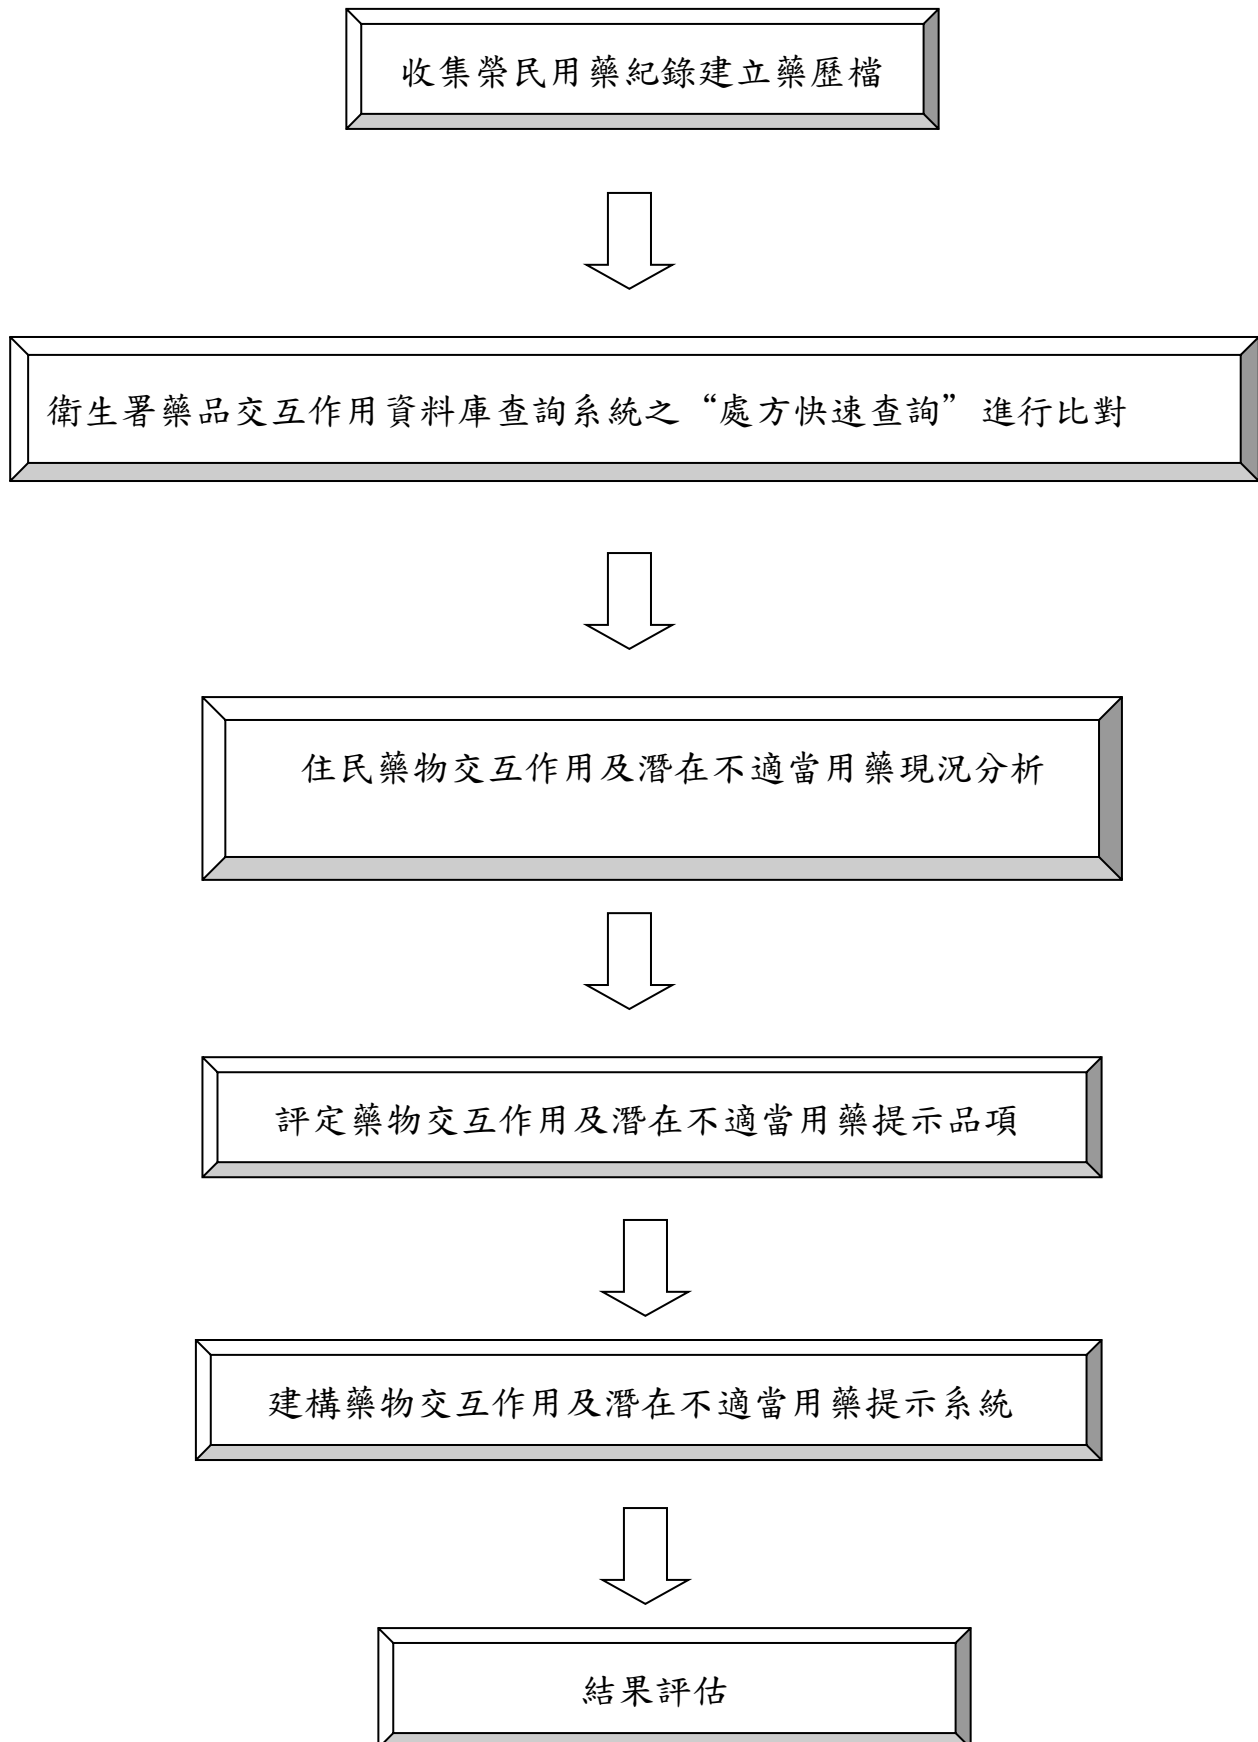 收集榮民用藥紀錄建立藥歷檔
衛生署藥品交互作用資料庫查詢系統之“處方快速查詢”進行比對
住民藥物交互作用及潛在不適當用藥現況分析
評定藥物交互作用及潛在不適當用藥提示品項
建構藥物交互作用及潛在不適當用藥提示系統
結果評估